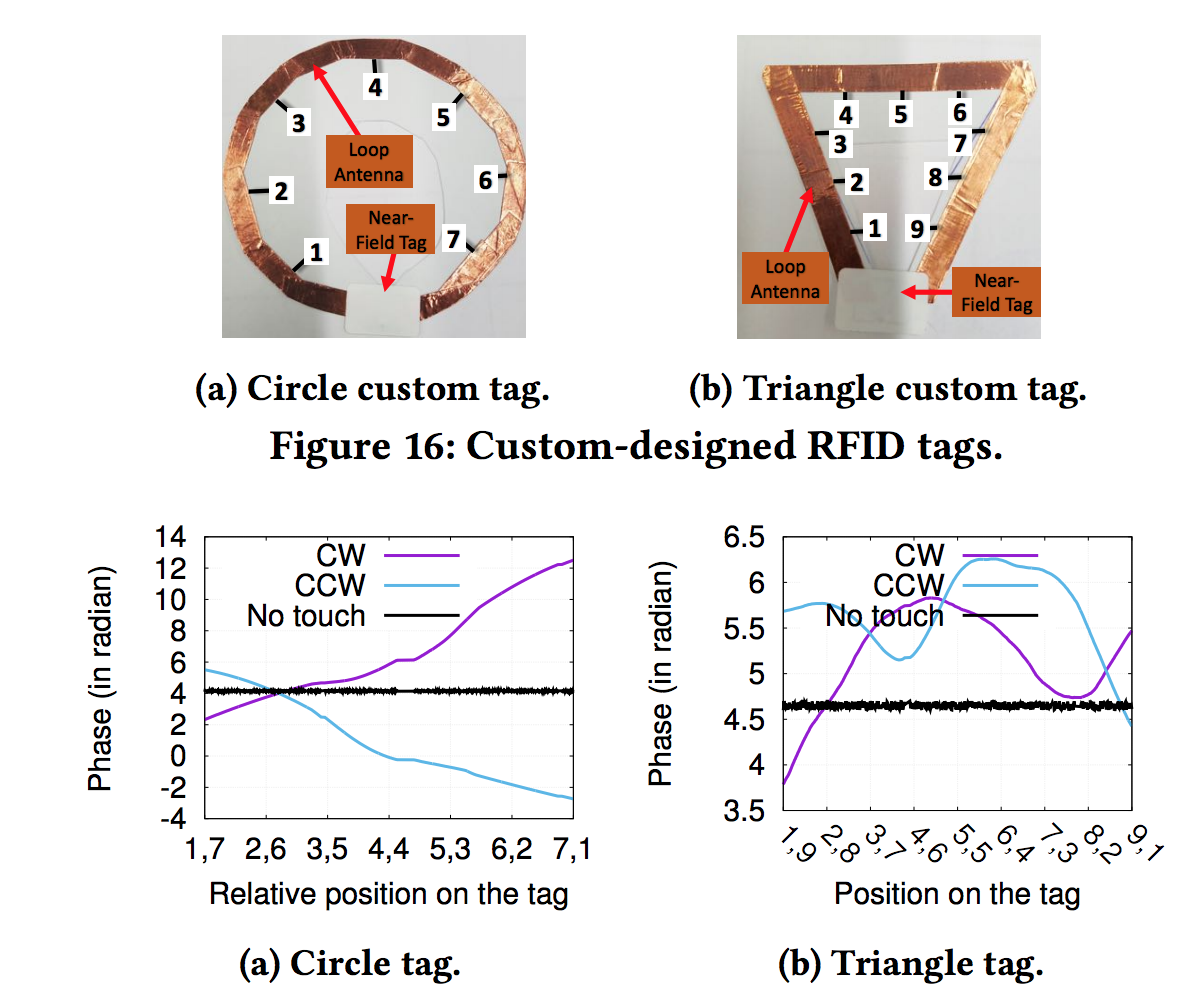 4
3
5
Loop
Antenna
2
6
Near-
Field Tag
1
7
4
5
6
3
7
2
8
1
9
Loop
Antenna
Near-
Field Tag
(a) Circle custom tag.
(b) Triangle custom tag.
Figure 16: Custom-designed RFID tags.
14
12
10
8
6
4
2
0
-2
-4
Phase (in radian)
CW
CCW
No touch
1,7 2,6 3,5 4,4 5,3 6,2 7,1
Relative position on the tag
(a) Circle tag.
6.5
6
5.5
5
4.5
4
3.5
Phase (in radian)
CW
CCW
No touch
1,9 2,8 3,7 4,6 5,5 6,4 7,3 8,2 9,1
Position on the tag
(b) Triangle tag.